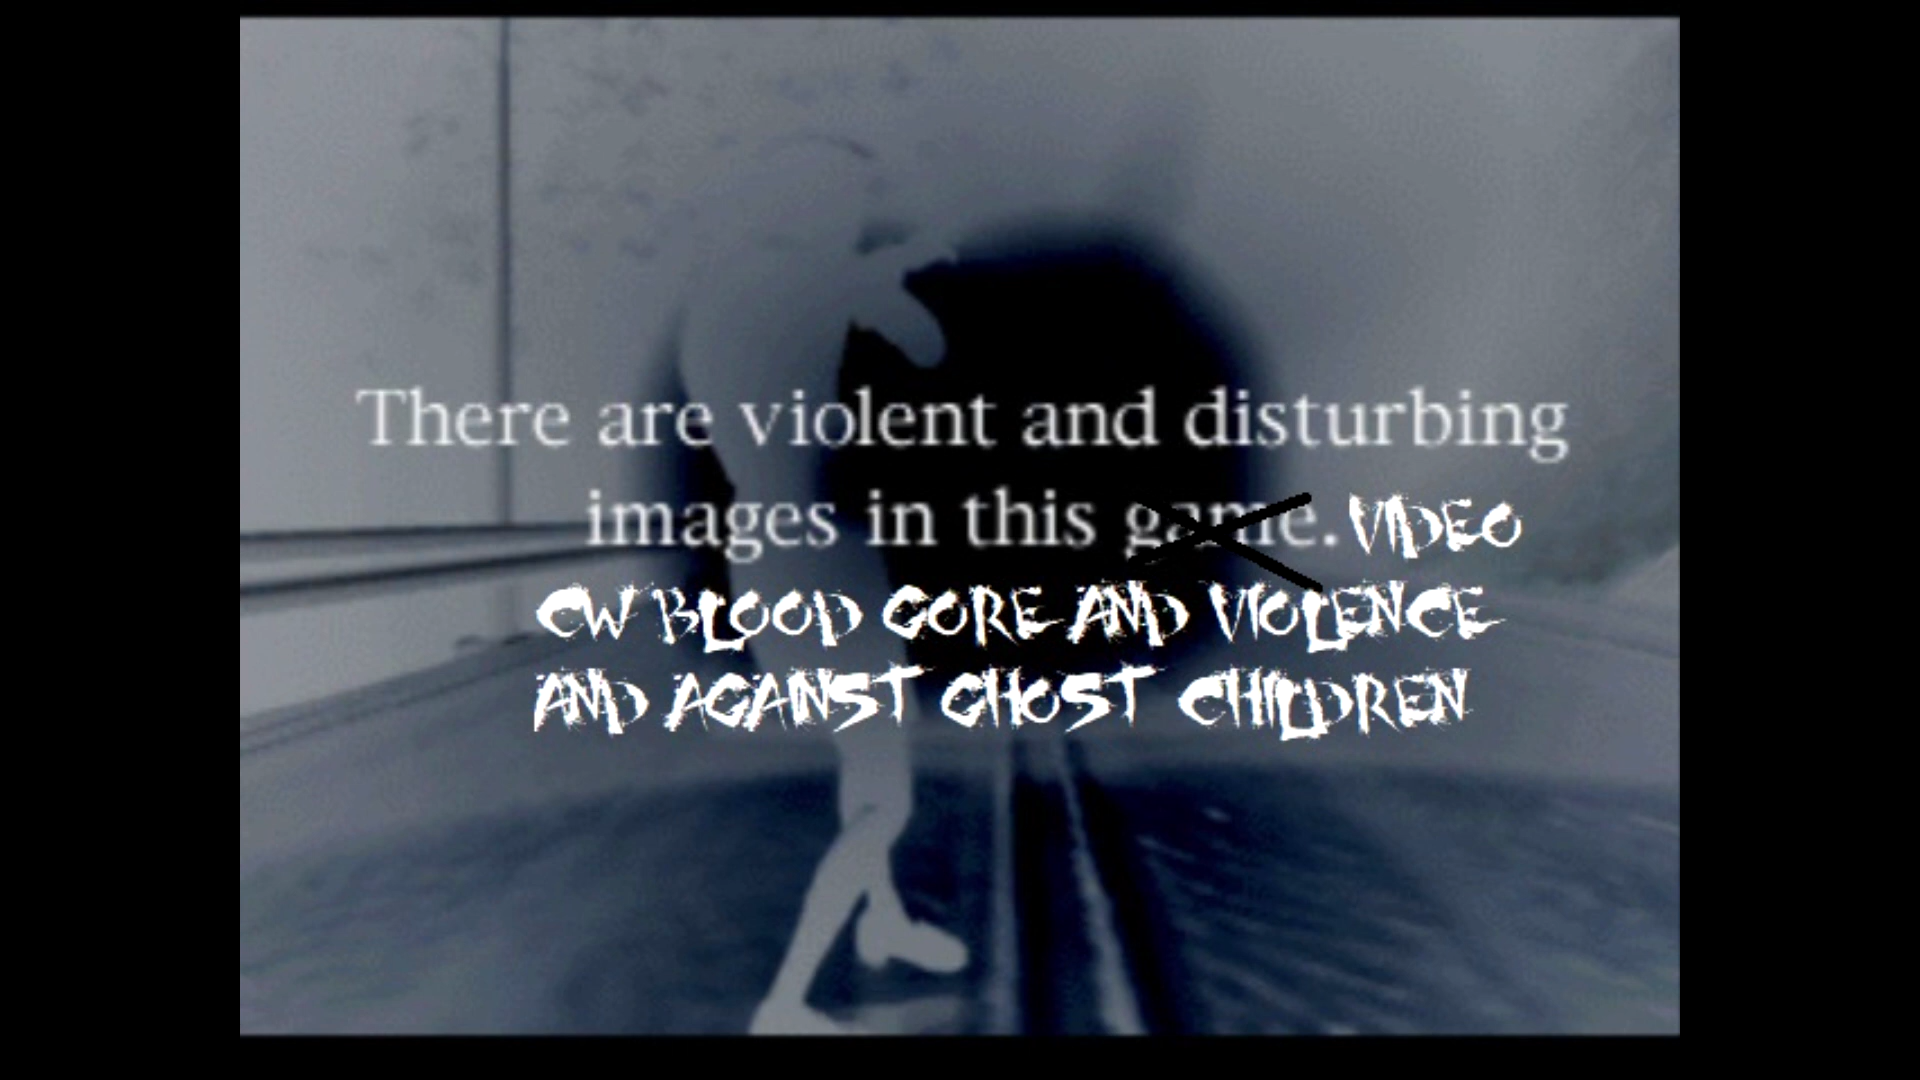 There are violent and disturbing
images in this game. VIDEO
CW BLOOD GORE AND VIOLENCE
AND AGAINST GHOST CHILDREN